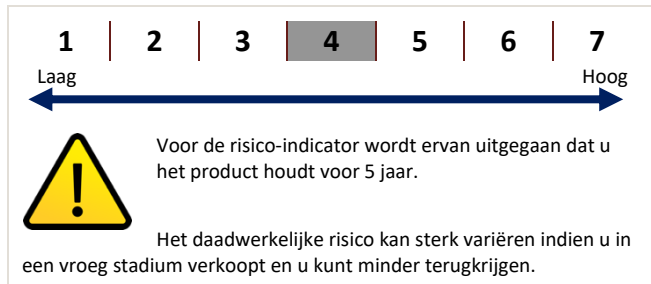 1 2 3 4 5 6 7
Laag Hoog
Voor de risico-indicator wordt ervan uitgegaan dat u
het product houdt voor 5 jaar.
Het daadwerkelijke risico kan sterk variëren indien u in
een vroeg stadium verkoopt en u kunt minder terugkrijgen.